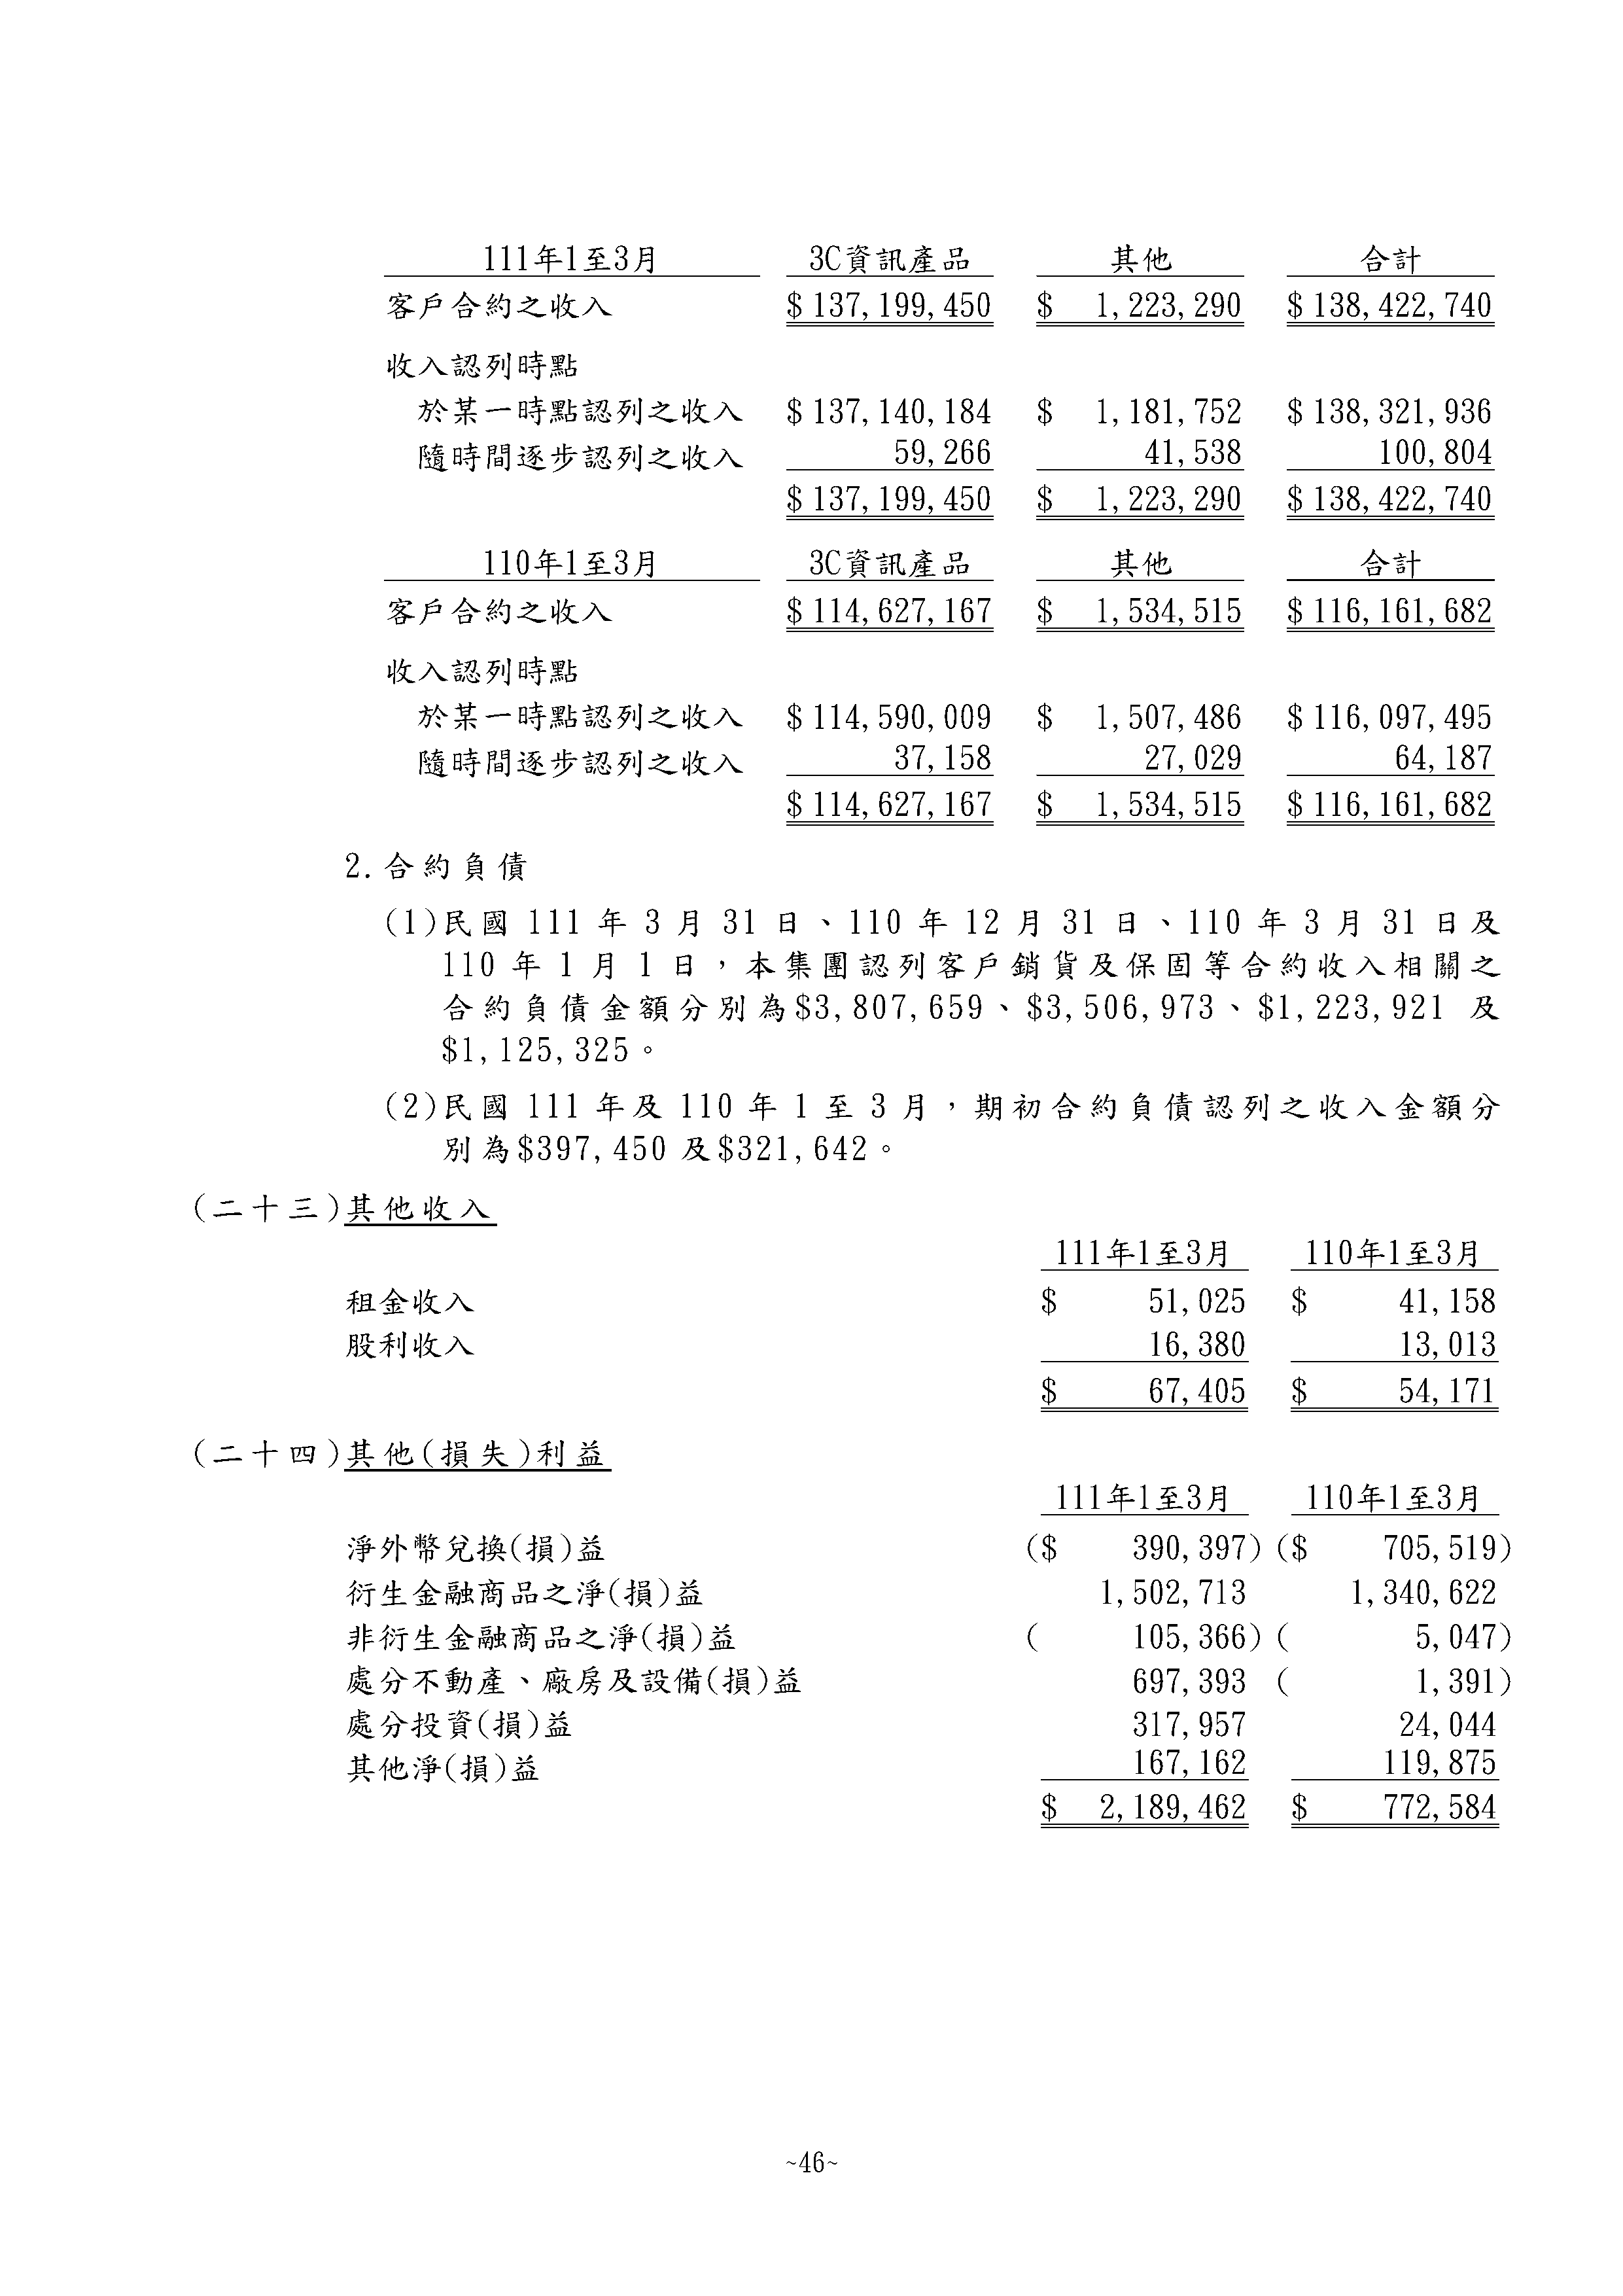 111年1至3月 3C資訊產品 其他 合計
客戶合約之收入 $ 137,199,450 $ 1,223,290 $ 138,422,740
收入認列時點
於某一時點認列之收入 $ 137,140,184 $ 1,181,752 $ 138,321,936
隨時間逐步認列之收入 59,266 41,538 100,804
$ 137,199,450 $ 1,223,290 $ 138,422,740
110年1至3月 3C資訊產品 其他 合計
客戶合約之收入 $ 114,627,167 $ 1,534,515 $ 116,161,682
收入認列時點
於某一時點認列之收入 $ 114,590,009 $ 1,507,486 $ 116,097,495
隨時間逐步認列之收入 37,158 27,029 64,187
$ 114,627,167 $ 1,534,515 $ 116,161,682
2.合約負債
(1)民國 111 年 3 月 31 日、110 年 12 月 31 日、110 年 3 月 31 日及
110 年 1 月 1 日，本集團認列客戶銷貨及保固等合約收入相關之
合約負債金額分別為$3,807,659、$3,506,973、$1,223,921 及
$1,125,325。
(2)民國 111 年及 110 年 1 至 3 月，期初合約負債認列之收入金額分
別為$397,450 及$321,642。
(二十三)其他收入
111年1至3月 110年1至3月
租金收入 $ 51,025 $ 41,158
股利收入 16,380 13,013
$ 67,405 $ 54,171
(二十四)其他(損失)利益
111年1至3月 110年1至3月
淨外幣兌換(損)益 ($ 390,397) ($ 705,519)
衍生金融商品之淨(損)益 1,502,713 1,340,622
非衍生金融商品之淨(損)益 ( 105,366) ( 5,047)
處分不動產、廠房及設備(損)益 697,393 ( 1,391)
處分投資(損)益 317,957 24,044
其他淨(損)益 167,162 119,875
$ 2,189,462 $ 772,584
~46~